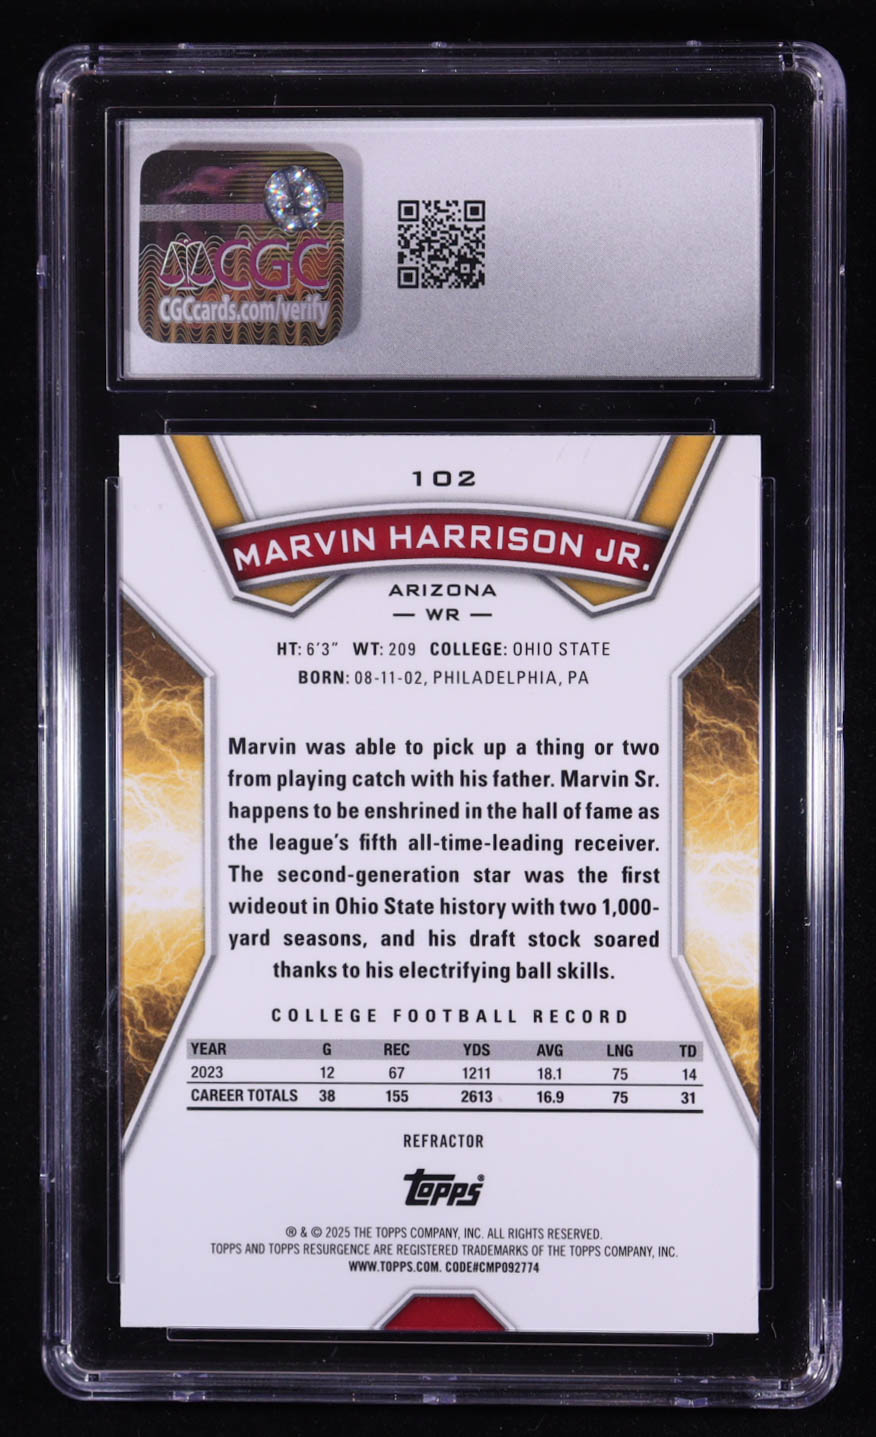 CGC
CGCcards.com/verify
102
MARVIN HARRISON JR.
ARIZONA
— WR —
HT: 6'3" WT: 209 COLLEGE: OHIO STATE
BORN: 08-11-02, PHILADELPHIA, PA
Marvin was able to pick up a thing or two
from playing catch with his father. Marvin Sr.
happens to be enshrined in the hall of fame as
the league's fifth all-time-leading receiver.
The second-generation star was the first
wideout in Ohio State history with two 1,000-
yard seasons, and his draft stock soared
thanks to his electrifying ball skills.
COLLEGE FOOTBALL RECORD
YEAR G REC YDS AVG LNG TD
2023 12 67 1211 18.1 75 14
CAREER TOTALS 38 155 2613 16.9 75 31
REFRACTOR
Topps®
® & © 2025 THE TOPPS COMPANY, INC. ALL RIGHTS RESERVED.
TOPPS AND TOPPS RESURGENCE ARE REGISTERED TRADEMARKS OF THE TOPPS COMPANY, INC.
WWW.TOPPS.COM. CODE#CMP092774